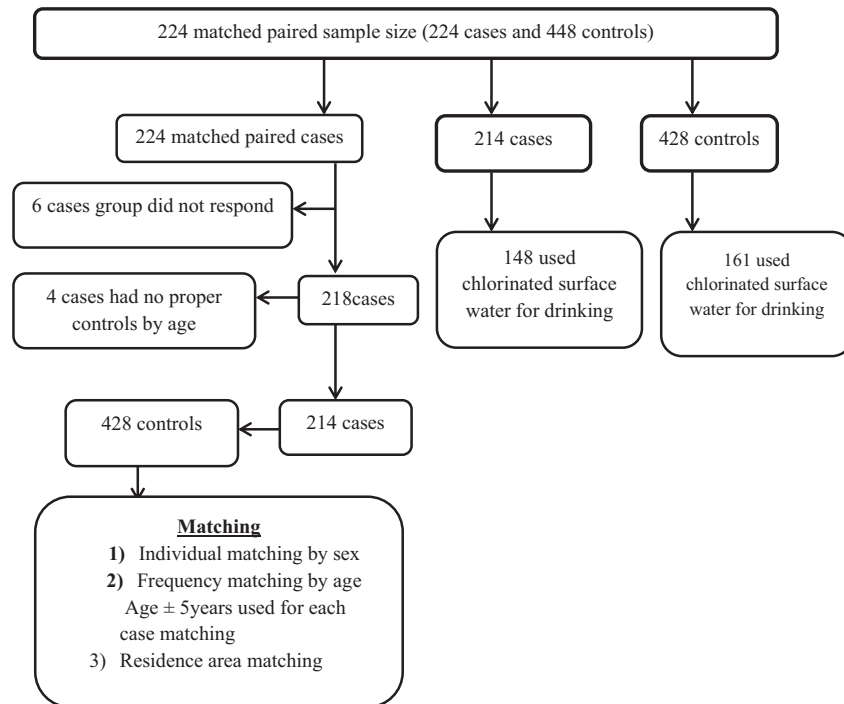 224 matched paired sample size (224 cases and 448 controls)
224 matched paired cases
214 cases
428 controls
6 cases group did not respond
148 used
chlorinated surface
water for drinking
161 used
chlorinated surface
water for drinking
4 cases had no proper
controls by age
218cases
428 controls
214 cases
Matching
1) Individual matching by sex
2) Frequency matching by age
Age ± 5years used for each
case matching
3) Residence area matching